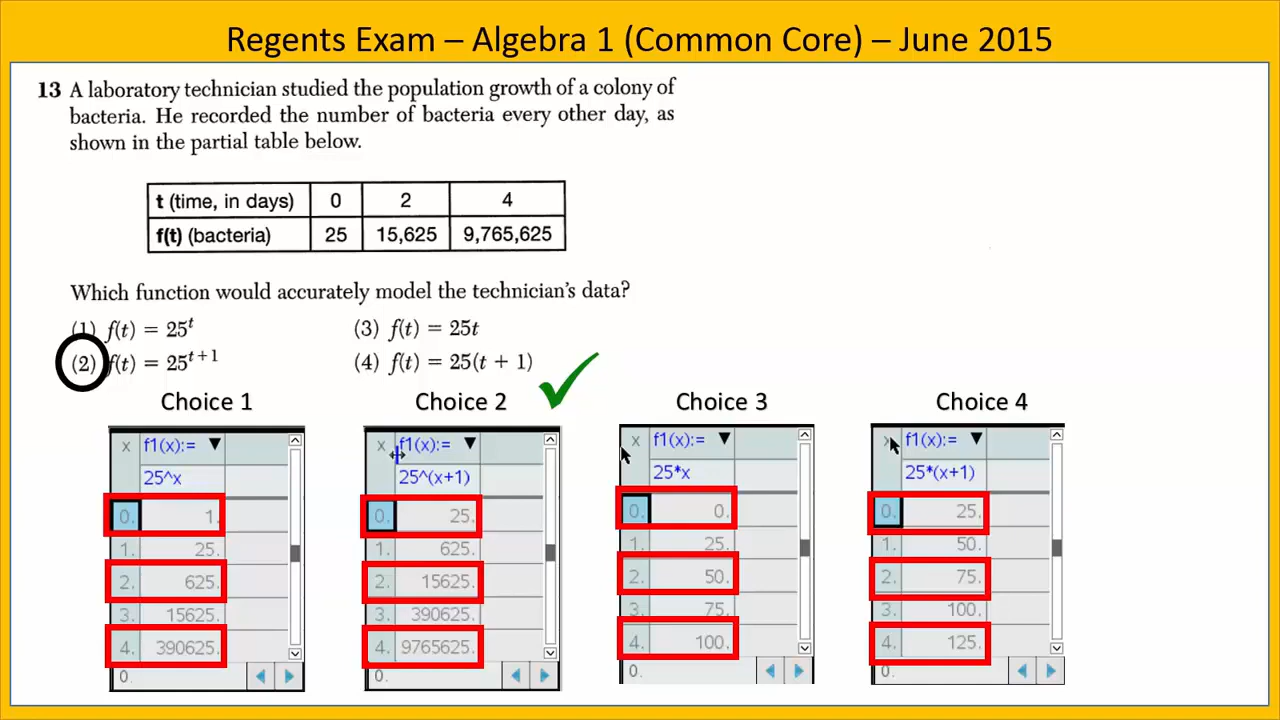 Regents Exam – Algebra 1 (Common Core) – June 2015
13 A laboratory technician studied the population growth of a colony of
bacteria. He recorded the number of bacteria every other day, as
shown in the partial table below.
t (time, in days) 0 2 4
f(t) (bacteria) 25 15,625 9,765,625
Which function would accurately model the technician's data?
(1) f(t) = 25^t (3) f(t) = 25t
(2) f(t) = 25^(t + 1) (4) f(t) = 25(t + 1)
Choice 1 Choice 2 Choice 3 Choice 4
x f1(x):= ▼
25^x
0. 1.
1. 25.
2. 625.
3. 15625.
4. 390625.
0.
x f1(x):= ▼
25^(x+1)
0. 25.
1. 625.
2. 15625.
3. 390625.
4. 9765625.
0.
x f1(x):= ▼
25*x
0. 0.
1. 25.
2. 50.
3. 75.
4. 100.
0.
x f1(x):= ▼
25*(x+1)
0. 25.
1. 50.
2. 75.
3. 100.
4. 125.
0.